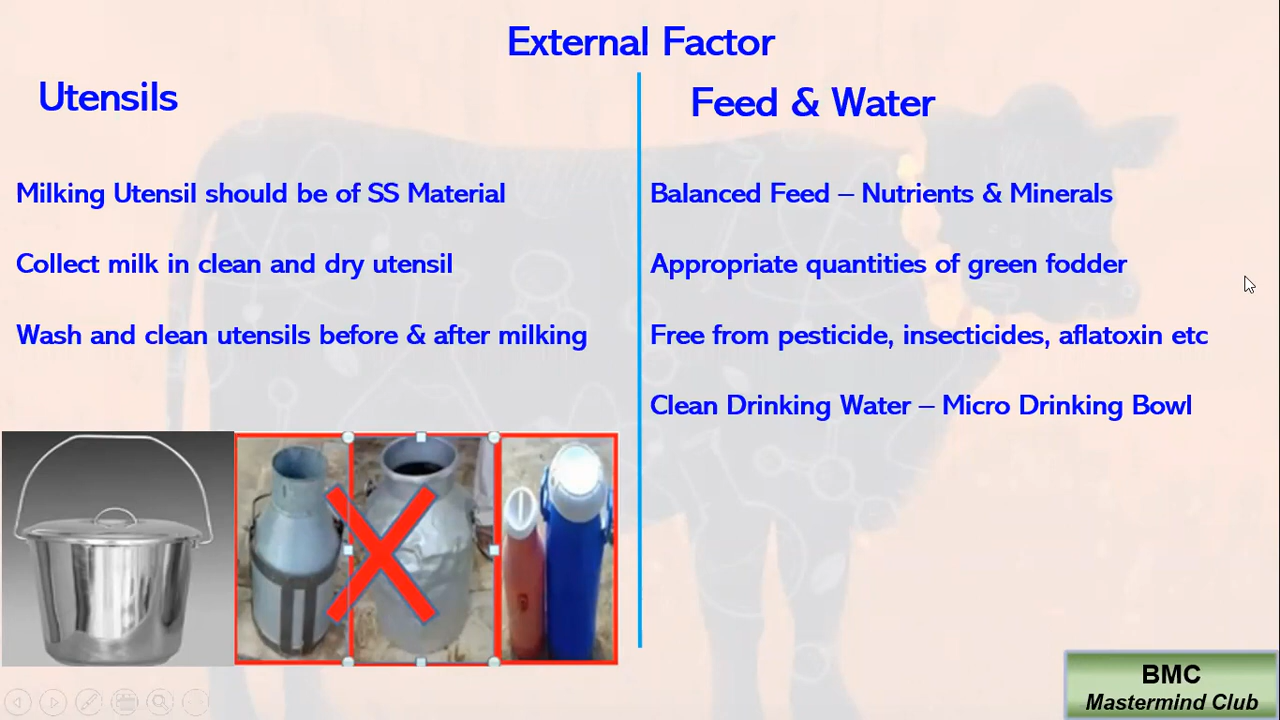 External Factor
Utensils
Milking Utensil should be of SS Material
Collect milk in clean and dry utensil
Wash and clean utensils before & after milking
Feed & Water
Balanced Feed – Nutrients & Minerals
Appropriate quantities of green fodder
Free from pesticide, insecticides, aflatoxin etc
Clean Drinking Water – Micro Drinking Bowl
BMC
Mastermind Club